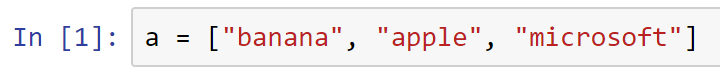 In [1]: a = ["banana", "apple", "microsoft"]